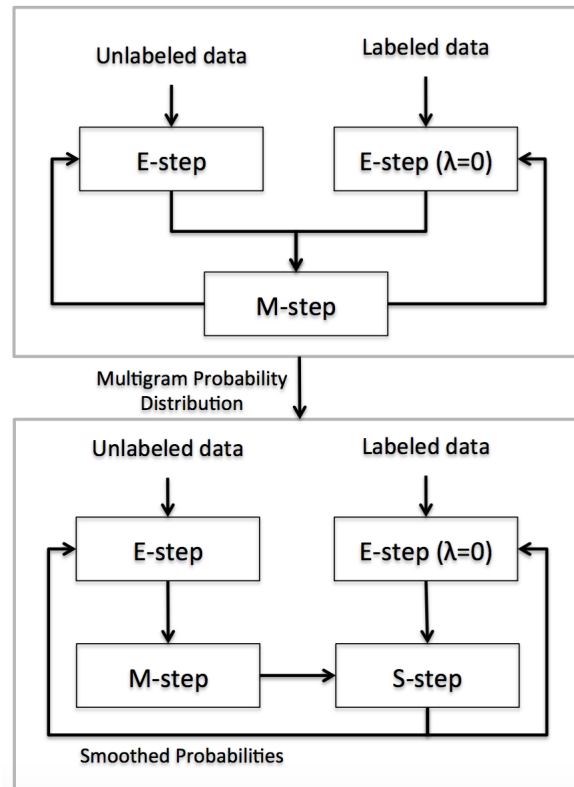 Unlabeled data
Labeled data
E-step
E-step (λ=0)
M-step
Multigram Probability
Distribution
Unlabeled data
Labeled data
E-step
E-step (λ=0)
M-step
S-step
Smoothed Probabilities